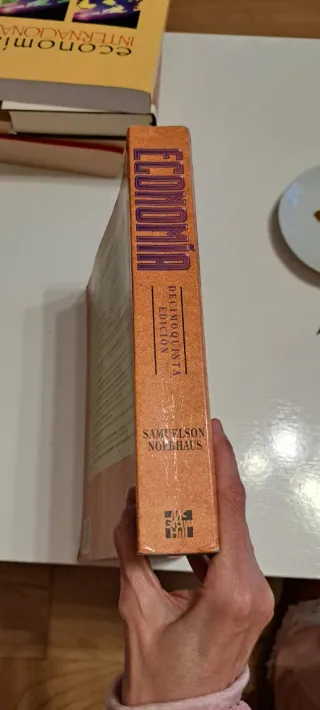 economía
INTERNACIONAL
ECONOMÍA
DECIMOQUINTA
EDICIÓN
SAMUELSON
NORDHAUS
Mc
Graw
Hill